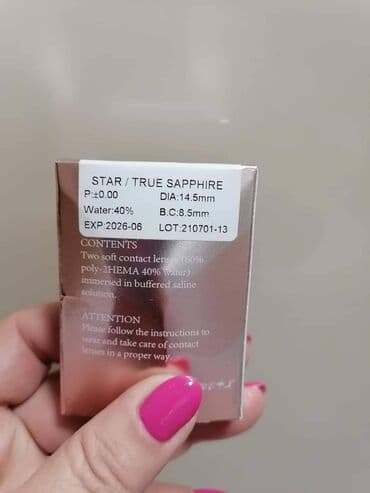 STAR / TRUE SAPPHIRE
P:±0.00 DIA:14.5mm
Water:40% B.C:8.5mm
EXP:2026-06 LOT:210701-13
CONTENTS
Two soft contact lenses (60%
poly-2HEMA 40% water)
immersed in buffered saline
solution.
ATTENTION
Please follow the instructions to
wear and take care of contact
lenses in a proper way.